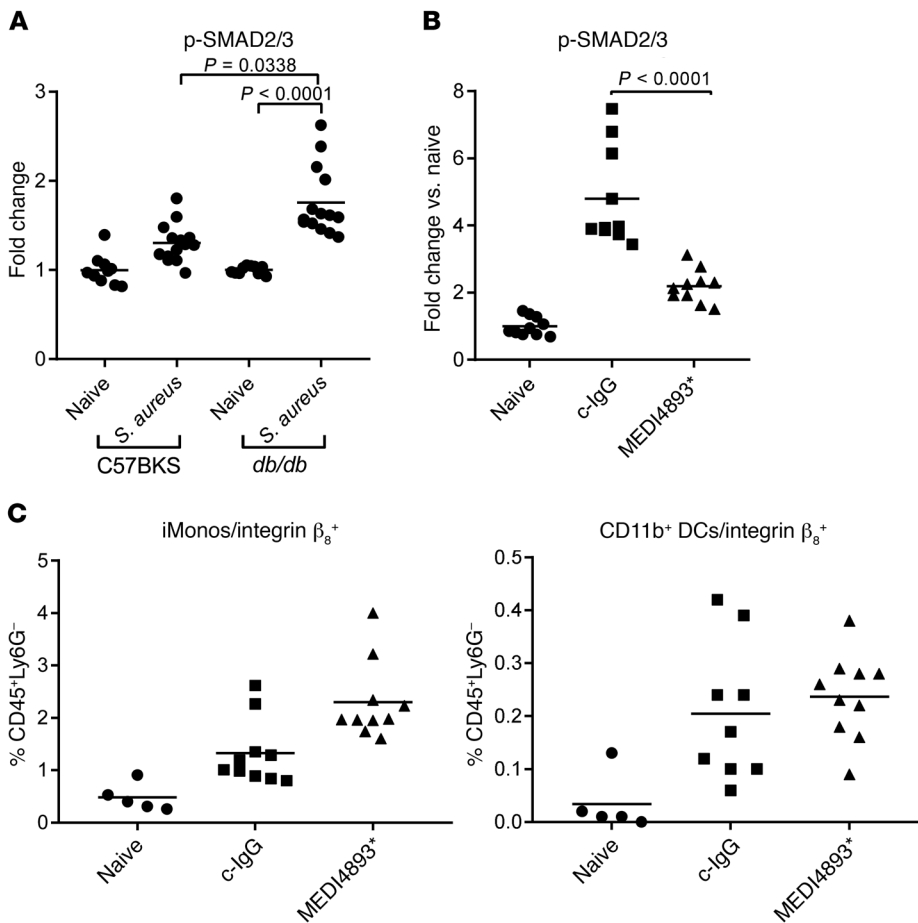 A
p-SMAD2/3
P = 0.0338
P < 0.0001
Fold change
3
2
1
0
Naive
S. aureus
Naive
S. aureus
C57BKS
db/db
B
p-SMAD2/3
P < 0.0001
Fold change vs. naive
8
6
4
2
0
Naive
c-IgG
MEDI4893*
C
iMonos/integrin β₈⁺
% CD45⁺Ly6G⁻
5
4
3
2
1
0
Naive
c-IgG
MEDI4893*
CD11b⁺ DCs/integrin β₈⁺
% CD45⁺Ly6G⁻
0.5
0.4
0.3
0.2
0.1
0.0
Naive
c-IgG
MEDI4893*